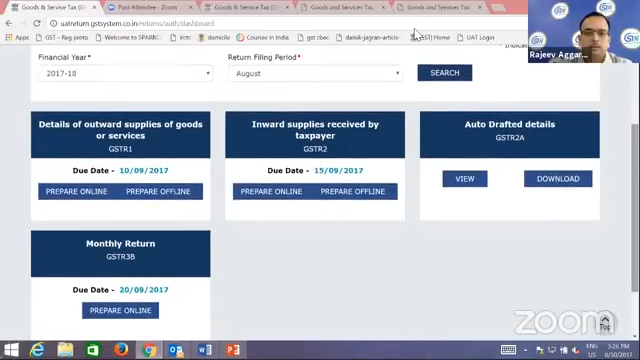 Goods & Service Tax (GS
Post Attendee - Zoom
Goods & Service Tax (GS
Goods and Services Tax
Goods and Services Tax
uatreturn.gstsystem.co.in/returns/auth/dashboard
Apps
GST - Reg proto
Welcome to SPARRO
irctc
domicile
Courses in India
gst cbec
dainik-jagran-article-
(GST) Home
UAT Login
GSTN
Rajeev Aggar...
Financial Year
Return Filing Period
2017-18
August
SEARCH
Details of outward supplies of goods
or services
GSTR1
Inward supplies received by
taxpayer
GSTR2
Auto Drafted details
GSTR2A
Due Date - 10/09/2017
Due Date - 15/09/2017
PREPARE ONLINE
PREPARE OFFLINE
PREPARE ONLINE
PREPARE OFFLINE
VIEW
DOWNLOAD
Monthly Return
GSTR3B
Due Date - 20/09/2017
PREPARE ONLINE
Top
zoom
ENG
US
3:26 PM
8/30/2017